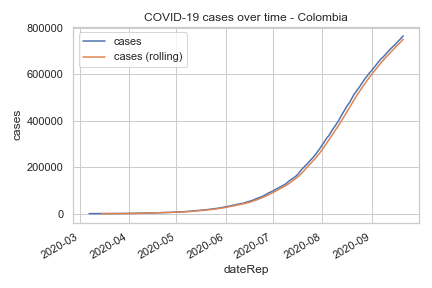 COVID-19 cases over time - Colombia
cases
cases (rolling)
800000
600000
400000
200000
0
cases
2020-03
2020-04
2020-05
2020-06
2020-07
2020-08
2020-09
dateRep